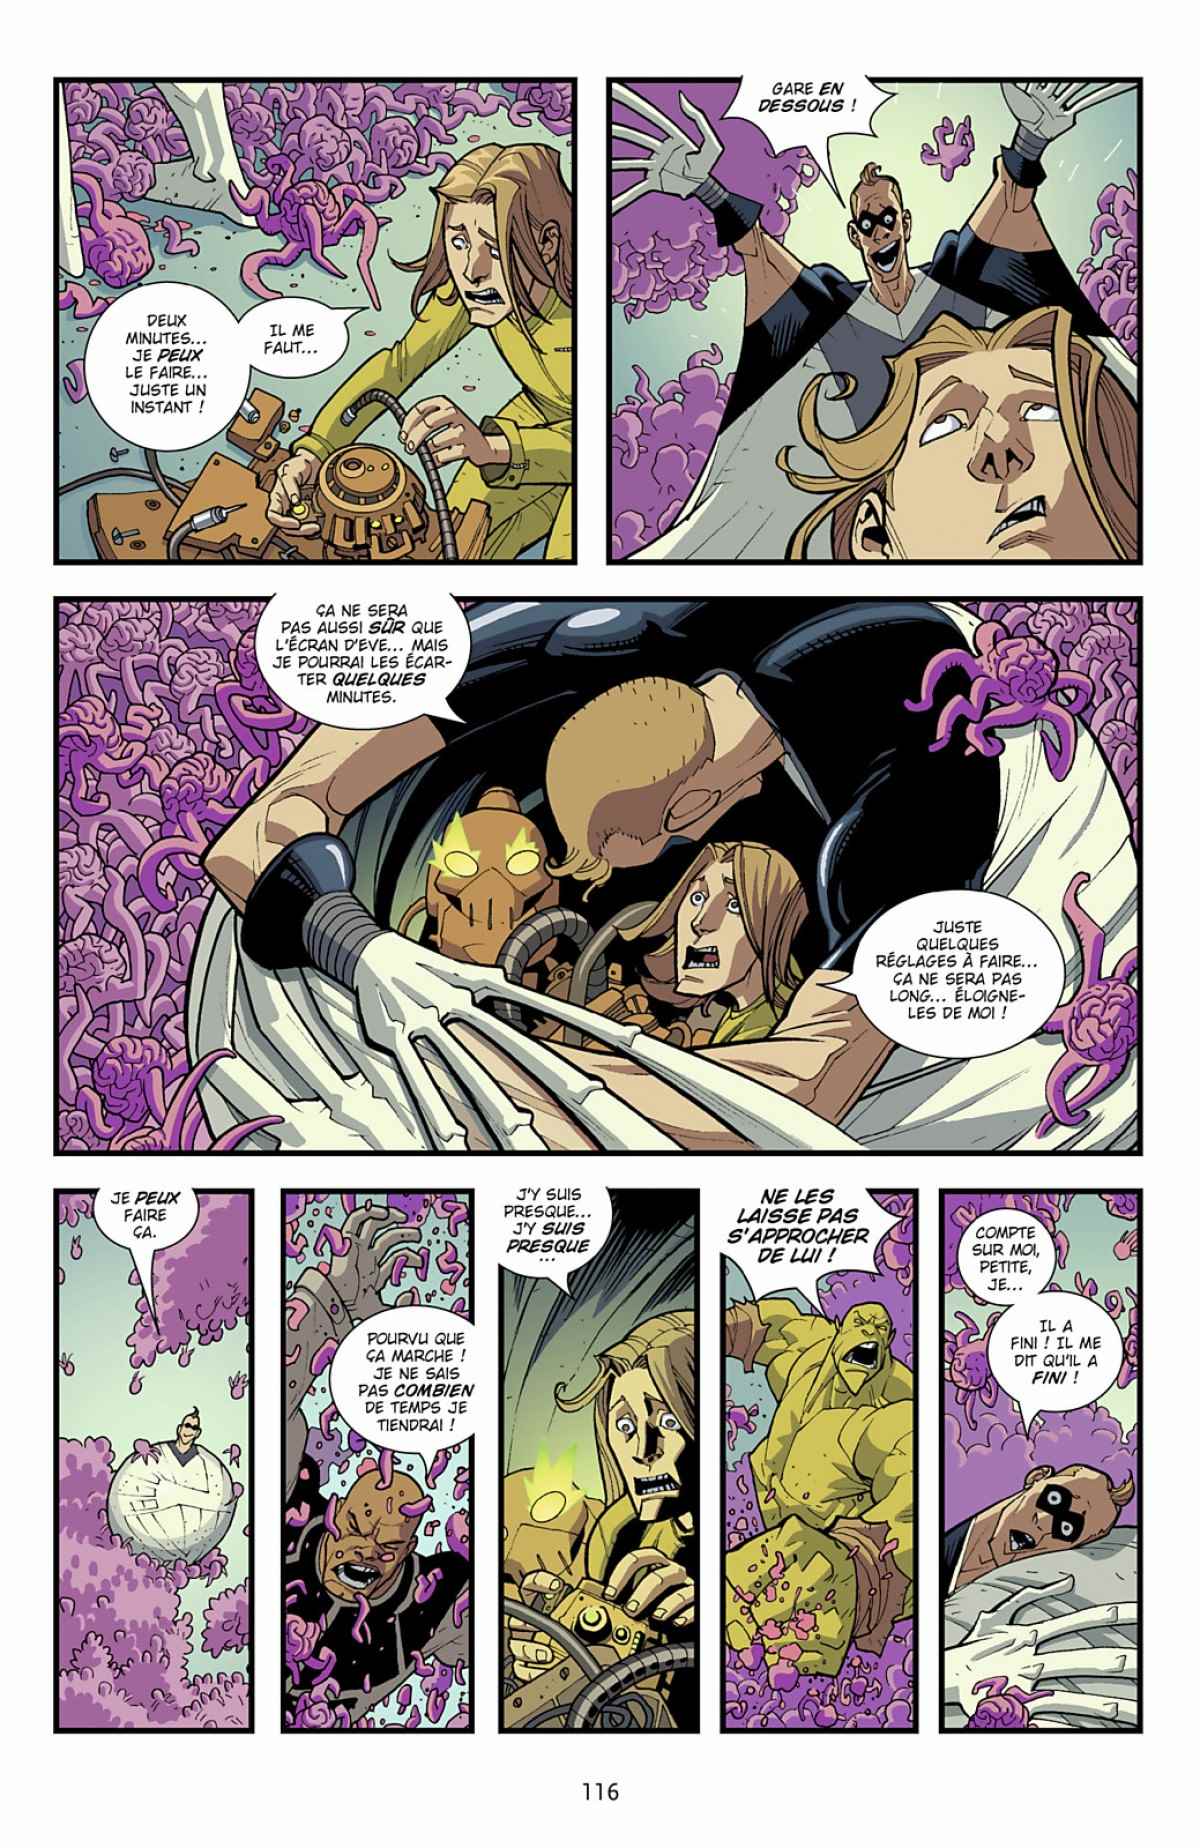 DEUX
MINUTES...
JE PEUX
LE FAIRE...
JUSTE UN
INSTANT !
IL ME
FAUT...
GARE EN
DESSOUS !
ÇA NE SERA
PAS AUSSI SÛR QUE
L'ÉCRAN D'EVE... MAIS
JE POURRAI LES ÉCAR-
TER QUELQUES
MINUTES.
JUSTE
QUELQUES
RÉGLAGES À FAIRE...
ÇA NE SERA PAS
LONG... ÉLOIGNE-
LES DE MOI !
JE PEUX
FAIRE
ÇA.
POURVU QUE
ÇA MARCHE !
JE NE SAIS
PAS COMBIEN
DE TEMPS JE
TIENDRAI !
J'Y SUIS
PRESQUE...
J'Y SUIS
PRESQUE
...
NE LES
LAISSE PAS
S'APPROCHER
DE LUI !
COMPTE
SUR MOI,
PETITE,
JE...
IL A
FINI ! IL ME
DIT QU'IL A
FINI !
116